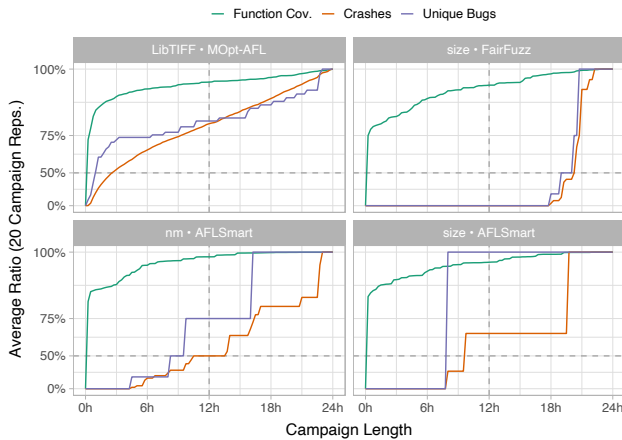 Function Cov. Crashes Unique Bugs
LibTIFF • MOpt-AFL
size • FairFuzz
100%
75%
50%
0%
nm • AFLSmart
size • AFLSmart
100%
75%
50%
0%
0h 6h 12h 18h 24h
0h 6h 12h 18h 24h
Average Ratio (20 Campaign Reps.)
Campaign Length